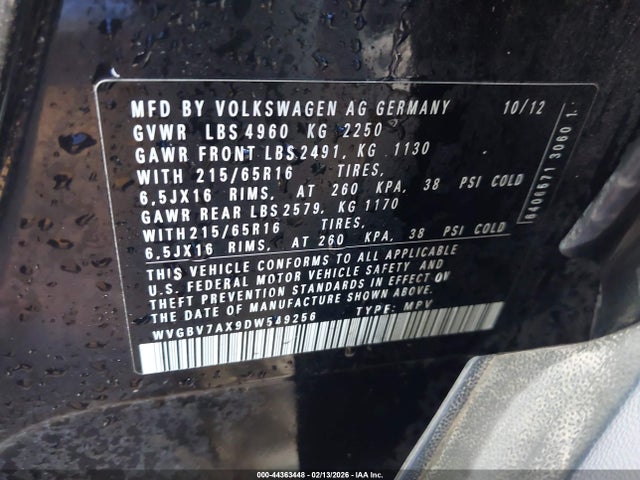 MFD BY VOLKSWAGEN AG GERMANY 10/12
GVWR LBS 4960 KG 2250
GAWR FRONT LBS 2491, KG 1130
WITH 215/65R16 TIRES,
6.5JX16 RIMS, AT 260 KPA, 38 PSI COLD
GAWR REAR LBS 2579, KG 1170
WITH 215/65R16 TIRES,
6.5JX16 RIMS, AT 260 KPA, 38 PSI COLD
THIS VEHICLE CONFORMS TO ALL APPLICABLE
U.S. FEDERAL MOTOR VEHICLE SAFETY AND
THEFT PREVENTION STANDARDS IN EFFECT ON
THE DATE OF MANUFACTURE SHOWN ABOVE.
WVGBV7AX9DW549256 TYPE: MPV
000-44363448 - 02/13/2026 - IAA Inc.